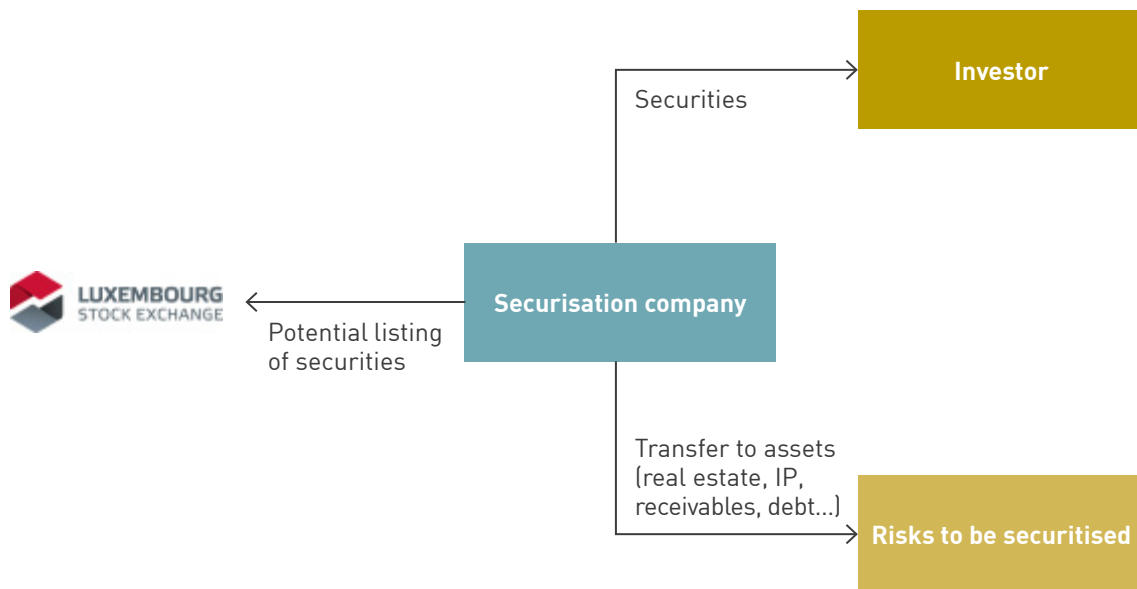 Investor
Securities
LUXEMBOURG
STOCK EXCHANGE
Securisation company
Potential listing
of securities
Transfer to assets
(real estate, IP,
receivables, debt...)
Risks to be securitised